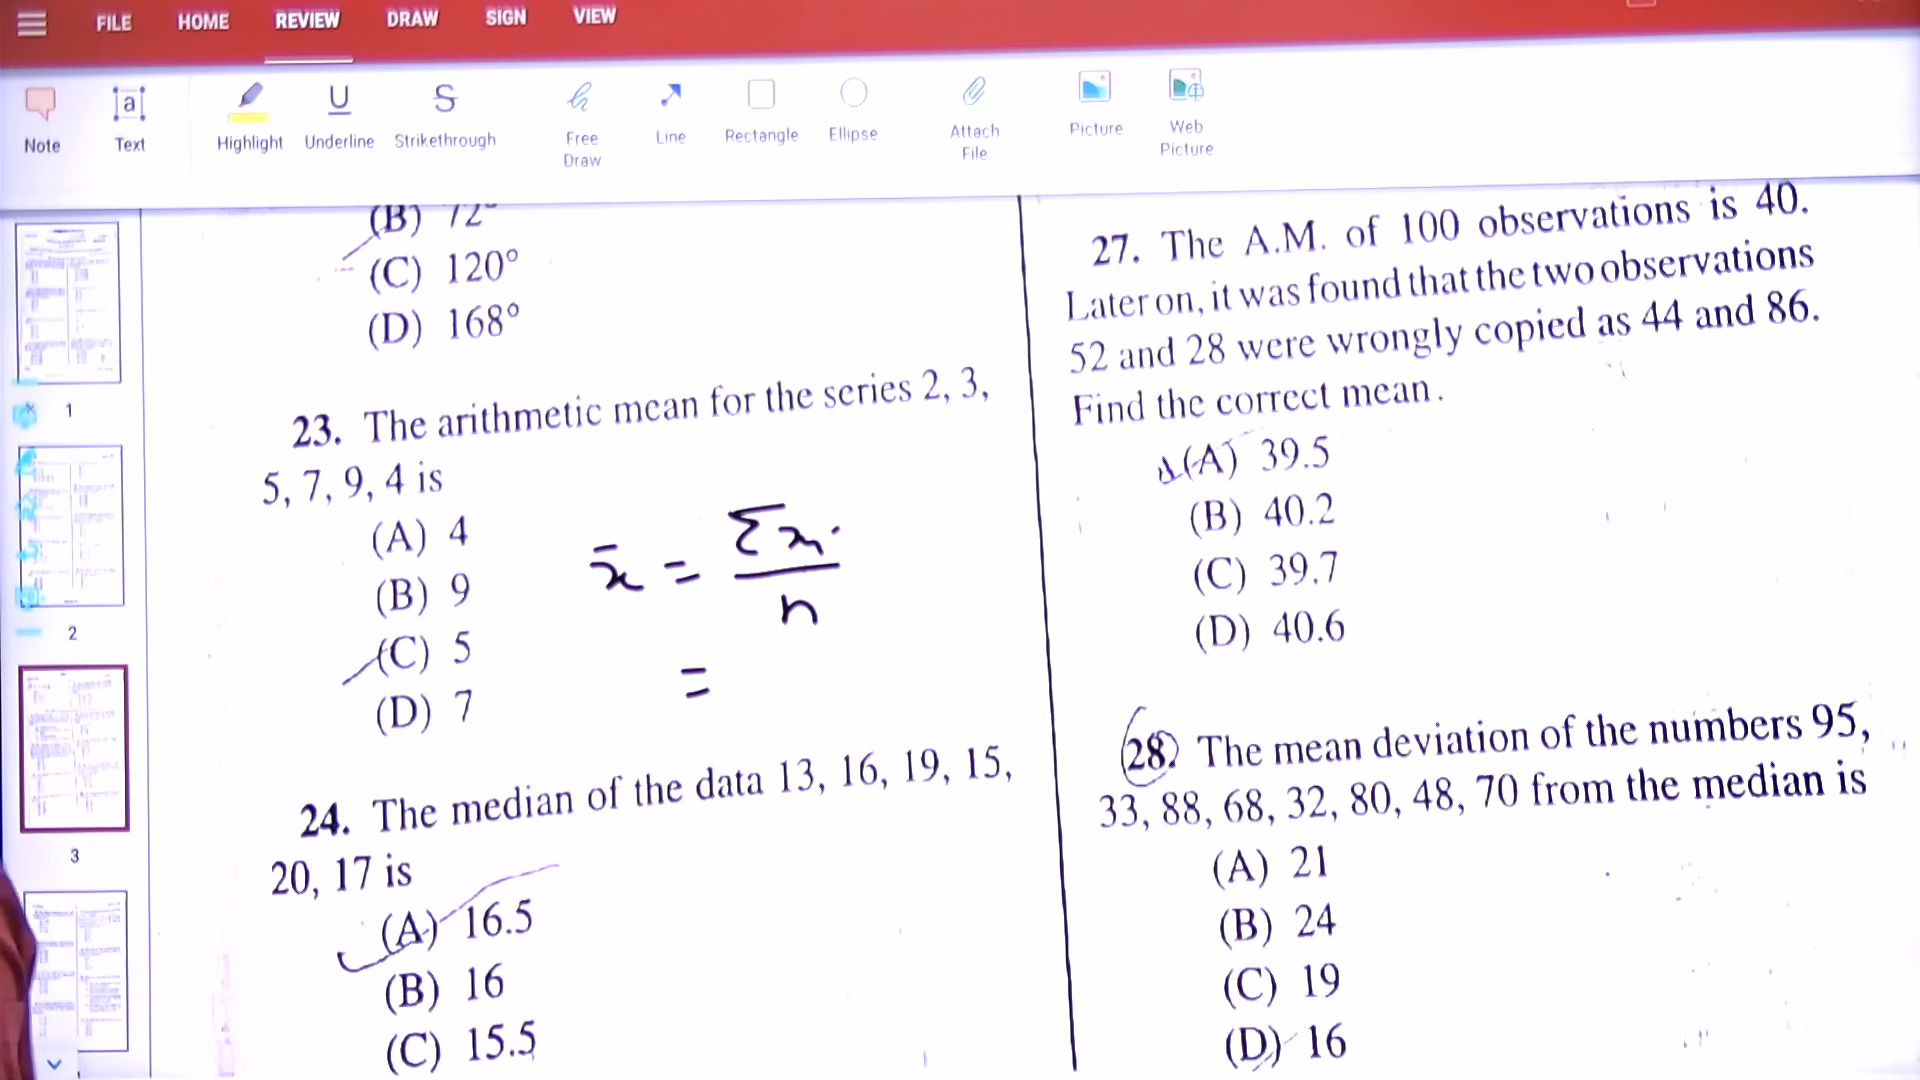 FILE HOME REVIEW DRAW SIGN VIEW
Note Text Highlight Underline Strikethrough Free Draw Line Rectangle Ellipse Attach File Picture Web Picture
(B) 72°
(C) 120°
(D) 168°
23. The arithmetic mean for the series 2, 3,
5, 7, 9, 4 is
(A) 4
(B) 9
(C) 5
(D) 7
x̄ = Σx
n
=
24. The median of the data 13, 16, 19, 15,
20, 17 is
(A) 16.5
(B) 16
(C) 15.5
27. The A.M. of 100 observations is 40.
Later on, it was found that the two observations
52 and 28 were wrongly copied as 44 and 86.
Find the correct mean.
(A) 39.5
(B) 40.2
(C) 39.7
(D) 40.6
28. The mean deviation of the numbers 95,
33, 88, 68, 32, 80, 48, 70 from the median is
(A) 21
(B) 24
(C) 19
(D) 16
1
2
3